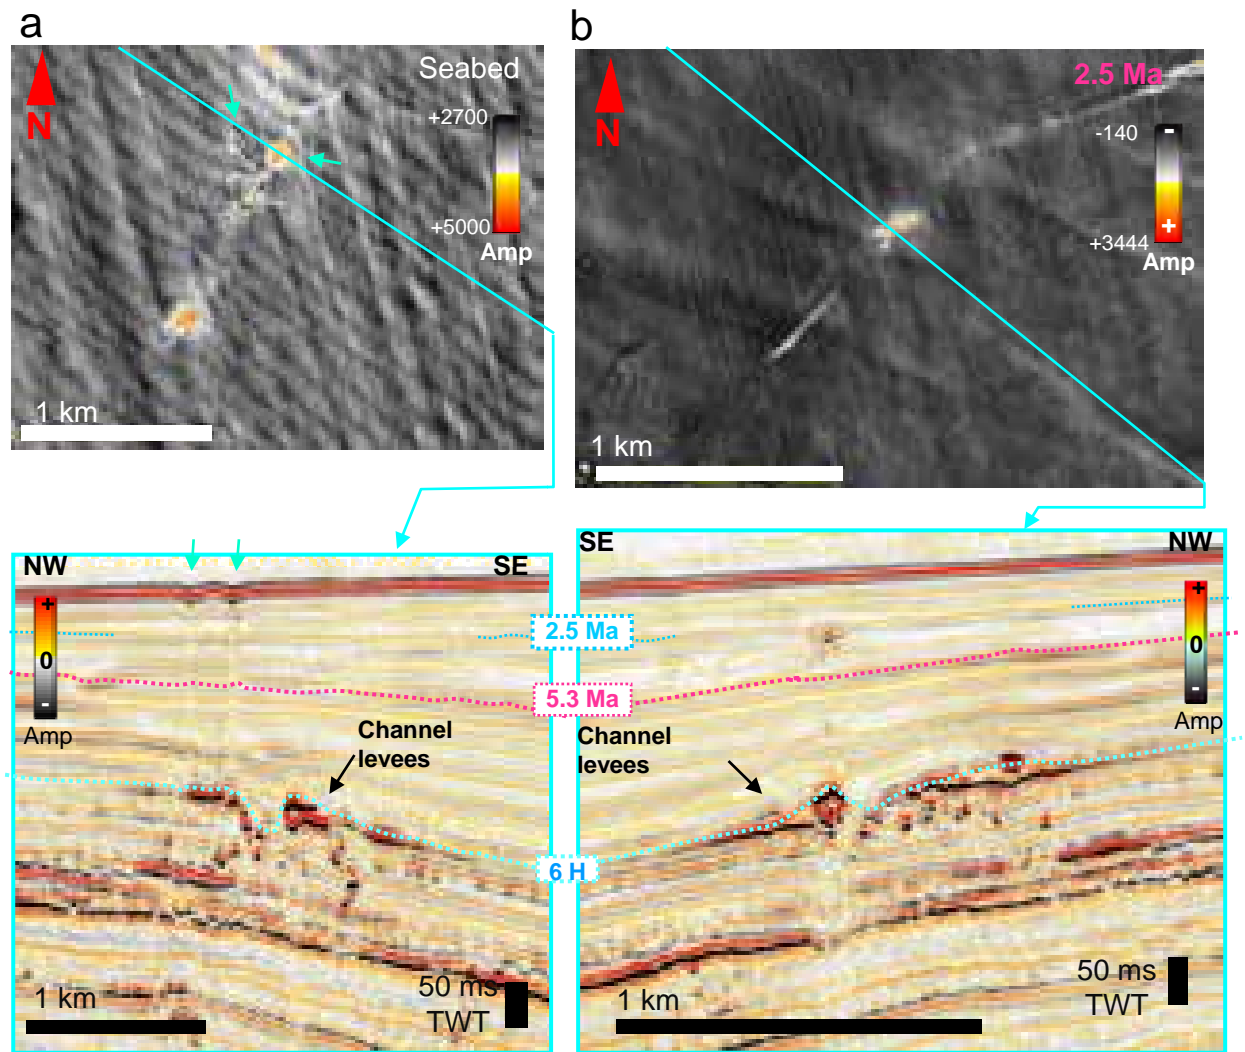 a
Seabed
N
+2700
+5000
Amp
1 km
b
2.5 Ma
N
-140
-
+
+3444
Amp
1 km
NW
SE
+
0
-
Amp
2.5 Ma
5.3 Ma
Channel
levees
6 H
1 km
50 ms
TWT
SE
NW
+
0
-
Amp
Channel
levees
1 km
50 ms
TWT